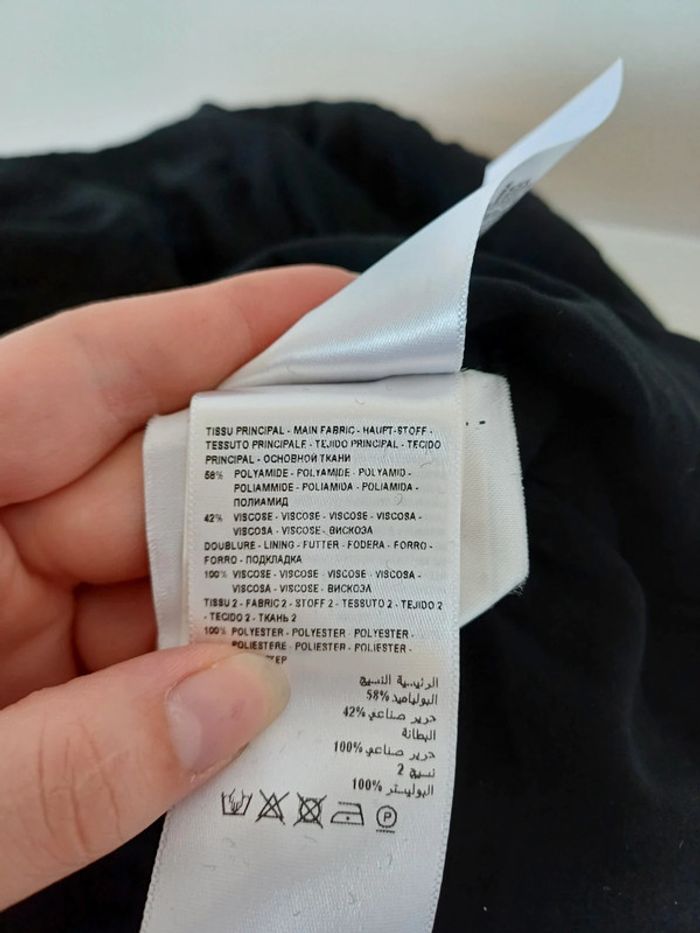 TISSU PRINCIPAL - MAIN FABRIC - HAUPT-STOFF -
TESSUTO PRINCIPALE - TEJIDO PRINCIPAL - TECIDO
PRINCIPAL - ОСНОВНОЙ ТКАНИ
58% POLYAMIDE - POLYAMIDE - POLYAMID -
POLIAMMIDE - POLIAMIDA - POLIAMIDA -
ПОЛИАМИД
42% VISCOSE - VISCOSE - VISCOSE - VISCOSA -
VISCOSA - VISCOSE - ВИСКОЗА
DOUBLURE - LINING - FUTTER - FODERA - FORRO -
FORRO - ПОДКЛАДКА
100% VISCOSE - VISCOSE - VISCOSE - VISCOSA -
VISCOSA - VISCOSE - ВИСКОЗА
TISSU 2 - FABRIC 2 - STOFF 2 - TESSUTO 2 - TEJIDO 2
- TECIDO 2 - ТКАНЬ 2
100% POLYESTER - POLYESTER - POLYESTER -
POLIESTERE - POLIESTER - POLIESTER -
الرئيسية النسيج
البولياميد 58%
حرير صناعي 42%
البطانة
حرير صناعي 100%
نسيج 2
البوليستر 100%
P